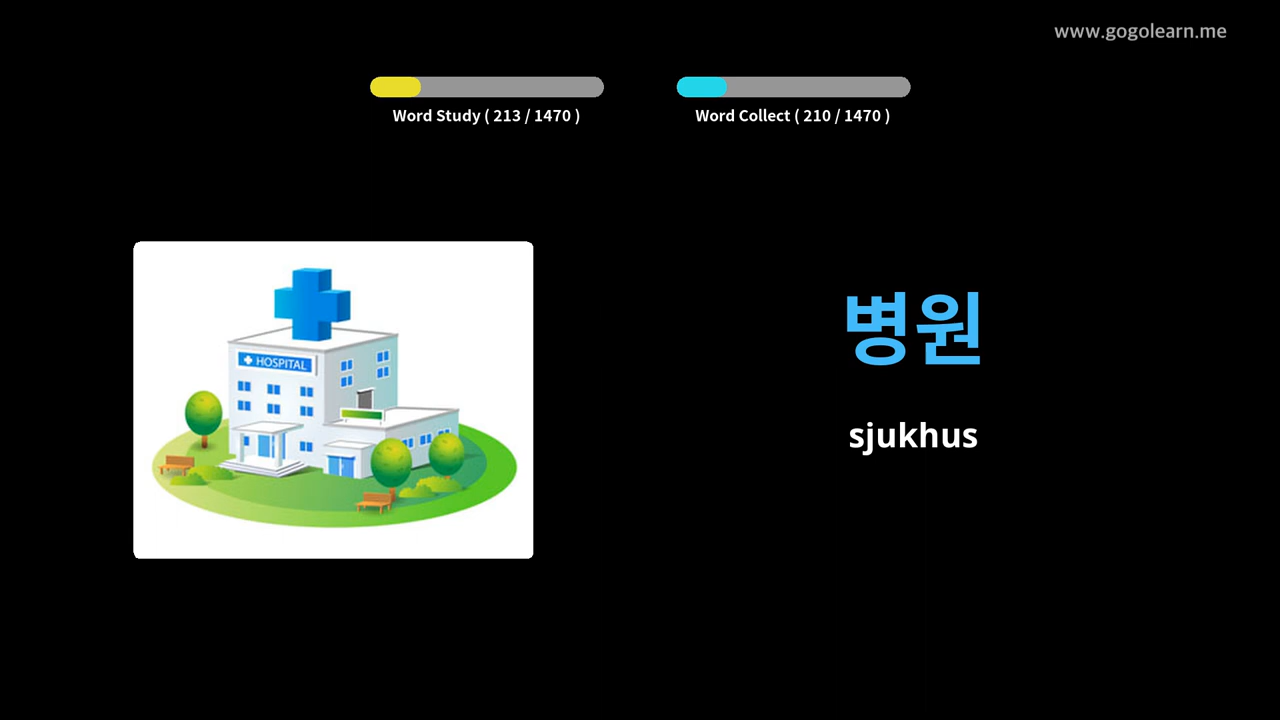 www.gogolearn.me
Word Study ( 213 / 1470 )
Word Collect ( 210 / 1470 )
HOSPITAL
병원
sjukhus